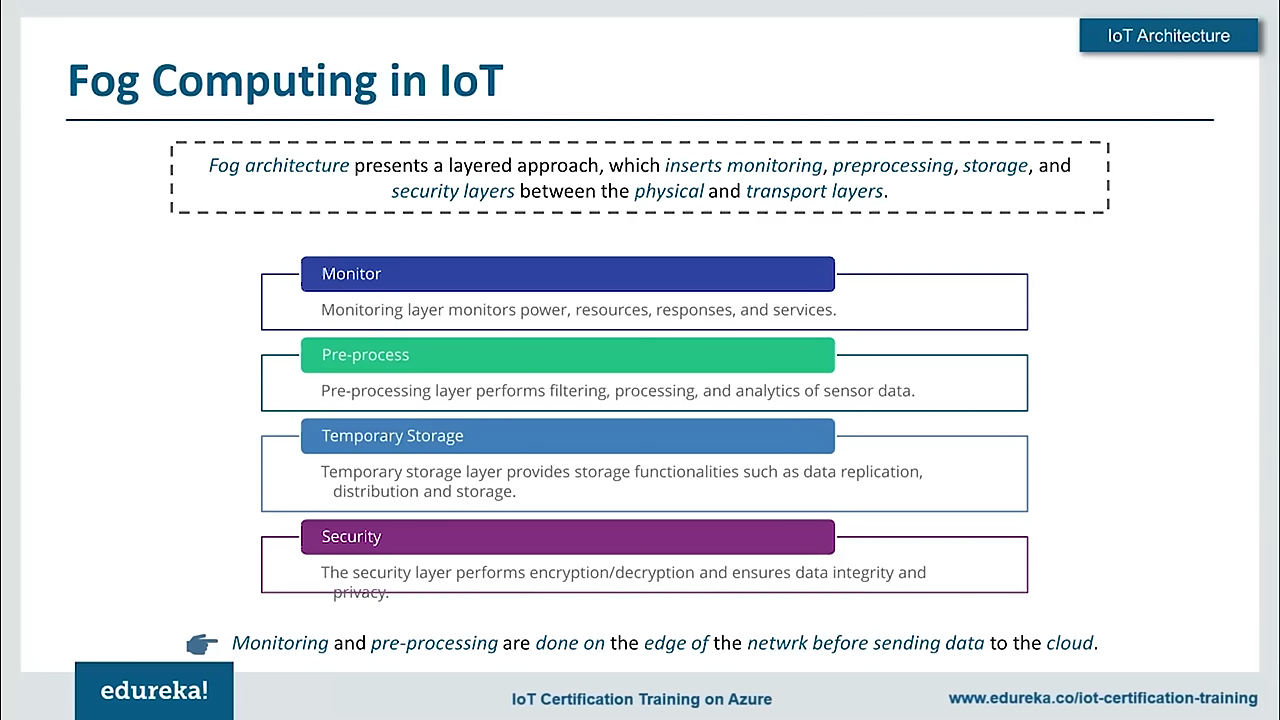 IoT Architecture
Fog Computing in IoT
Fog architecture presents a layered approach, which inserts monitoring, preprocessing, storage, and
security layers between the physical and transport layers.
Monitor
Monitoring layer monitors power, resources, responses, and services.
Pre-process
Pre-processing layer performs filtering, processing, and analytics of sensor data.
Temporary Storage
Temporary storage layer provides storage functionalities such as data replication,
distribution and storage.
Security
The security layer performs encryption/decryption and ensures data integrity and
privacy.
Monitoring and pre-processing are done on the edge of the netwrk before sending data to the cloud.
edureka!
IoT Certification Training on Azure
www.edureka.co/iot-certification-training